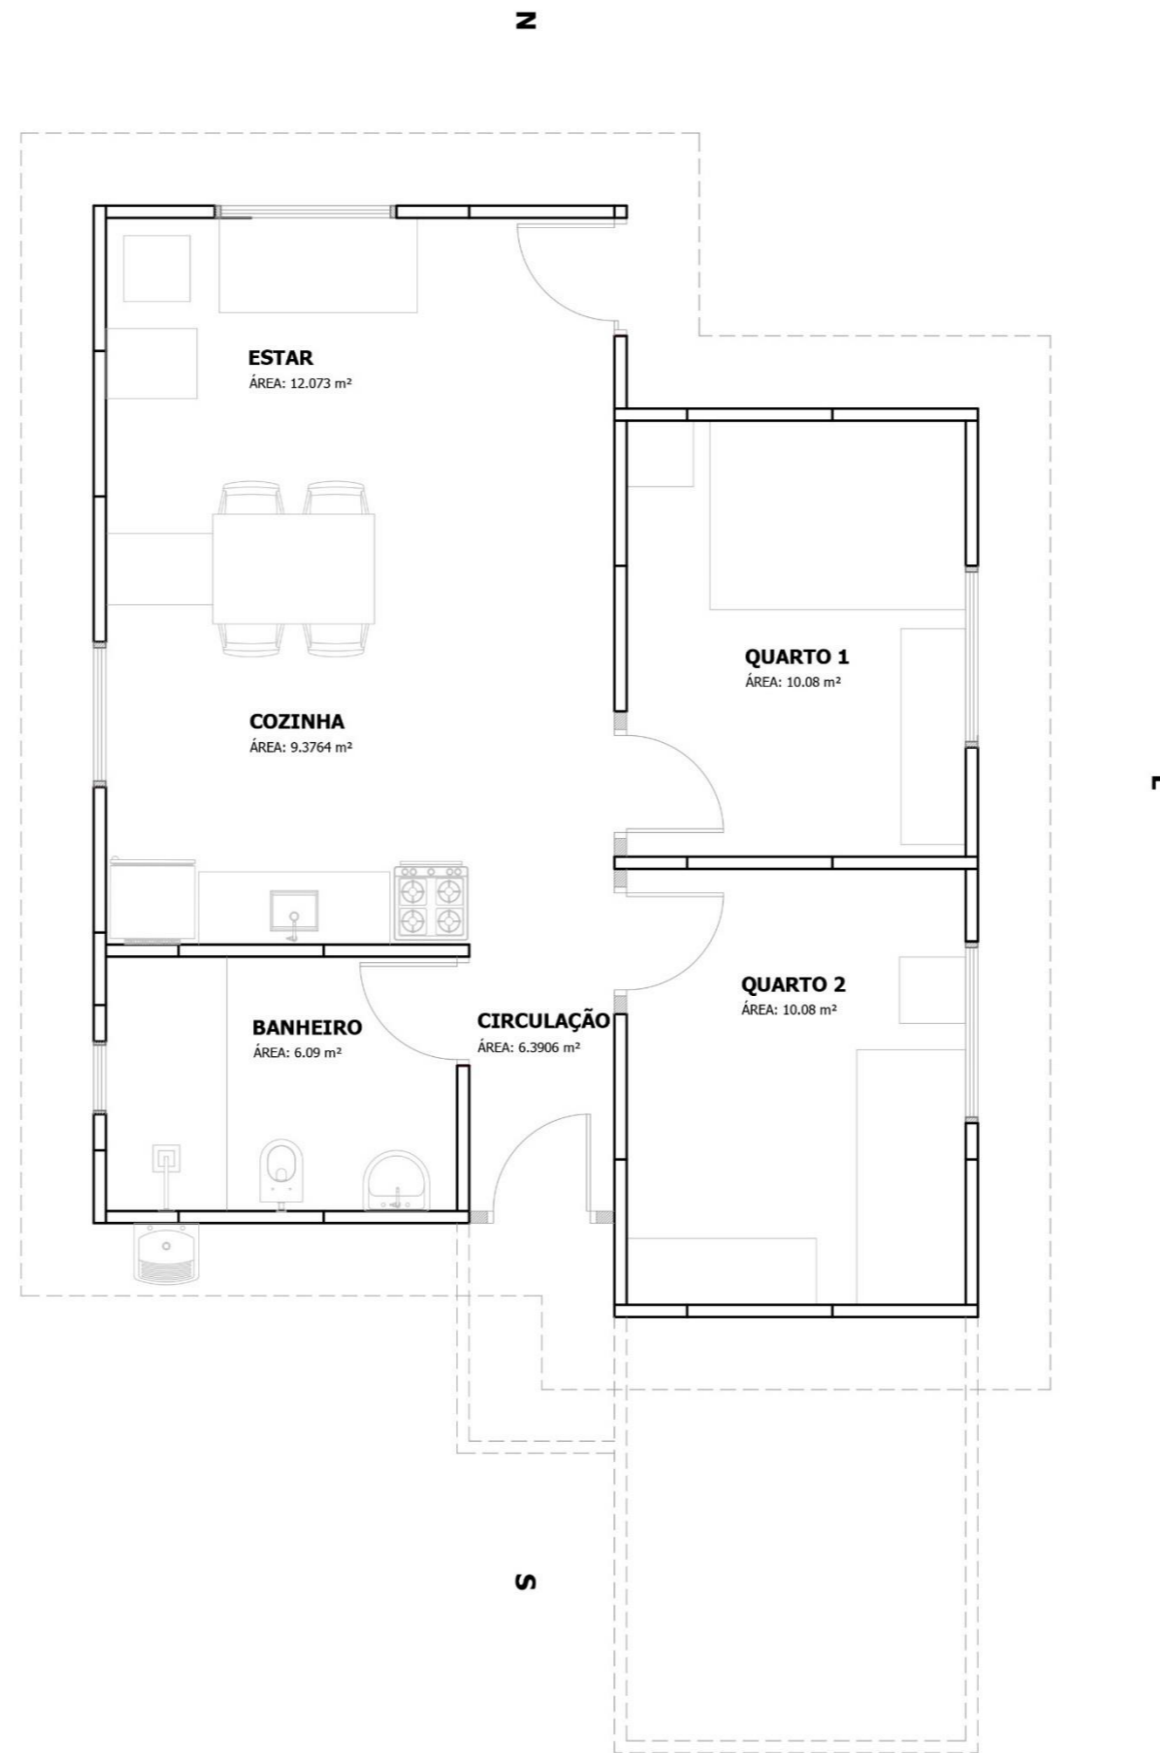 N
ESTAR
ÁREA: 12.073 m²
QUARTO 1
ÁREA: 10.08 m²
COZINHA
ÁREA: 9.3764 m²
L
QUARTO 2
ÁREA: 10.08 m²
BANHEIRO
ÁREA: 6.09 m²
CIRCULAÇÃO
ÁREA: 6.3906 m²
S